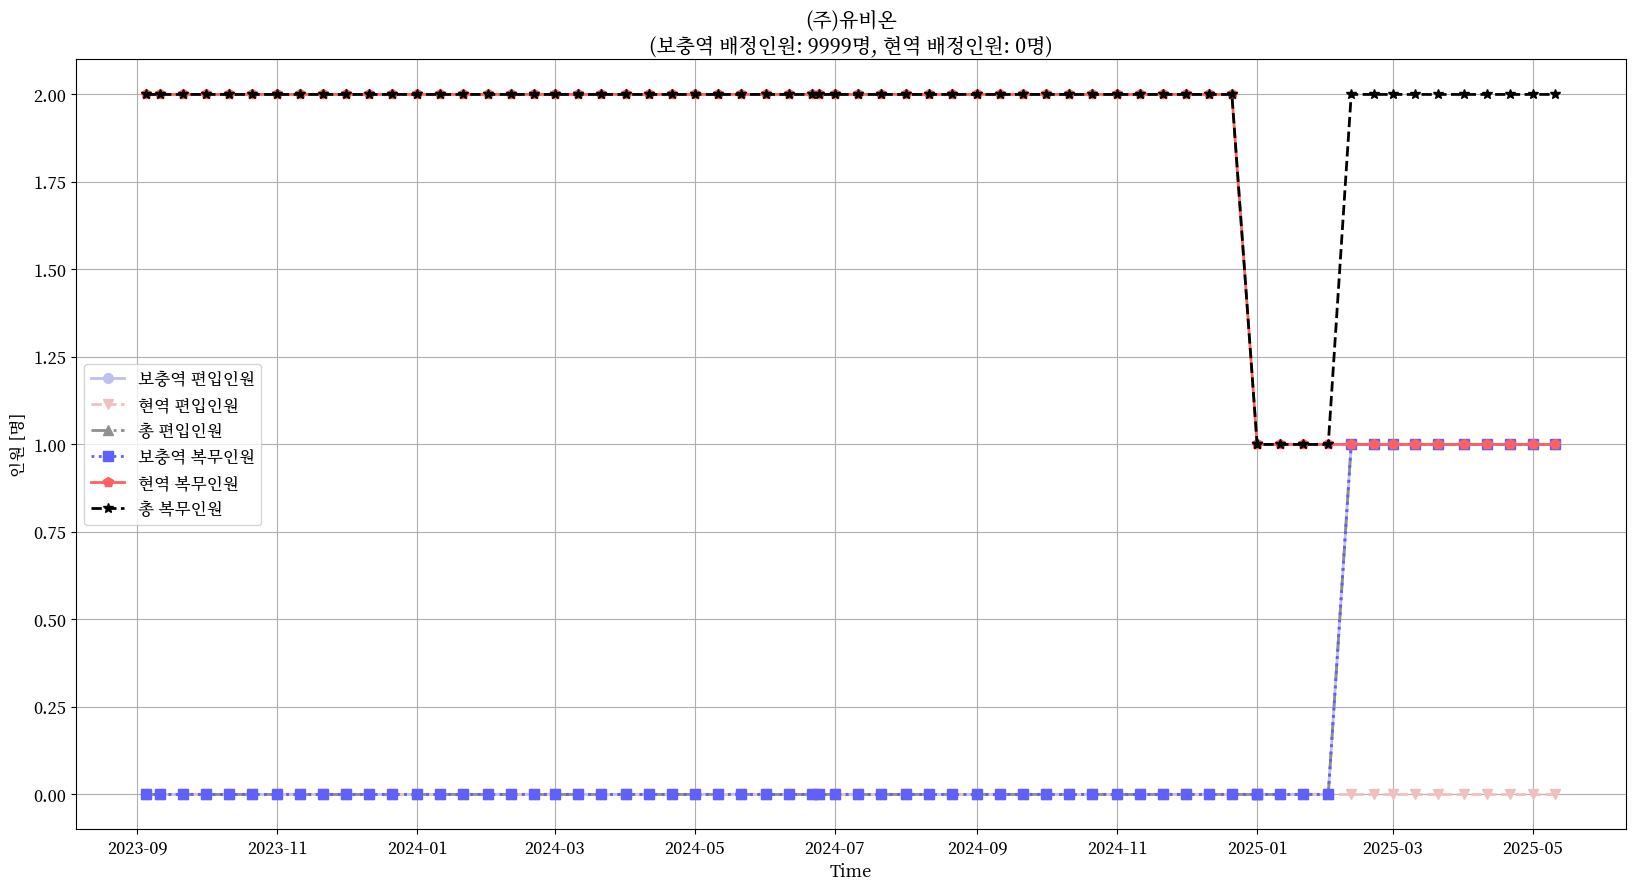 (주)유비온
(보충역 배정인원: 9999명, 현역 배정인원: 0명)
2.00
1.75
1.50
1.25
1.00
0.75
0.50
0.25
0.00
인원 [명]
보충역 편입인원
현역 편입인원
총 편입인원
보충역 복무인원
현역 복무인원
총 복무인원
2023-09 2023-11 2024-01 2024-03 2024-05 2024-07 2024-09 2024-11 2025-01 2025-03 2025-05
Time